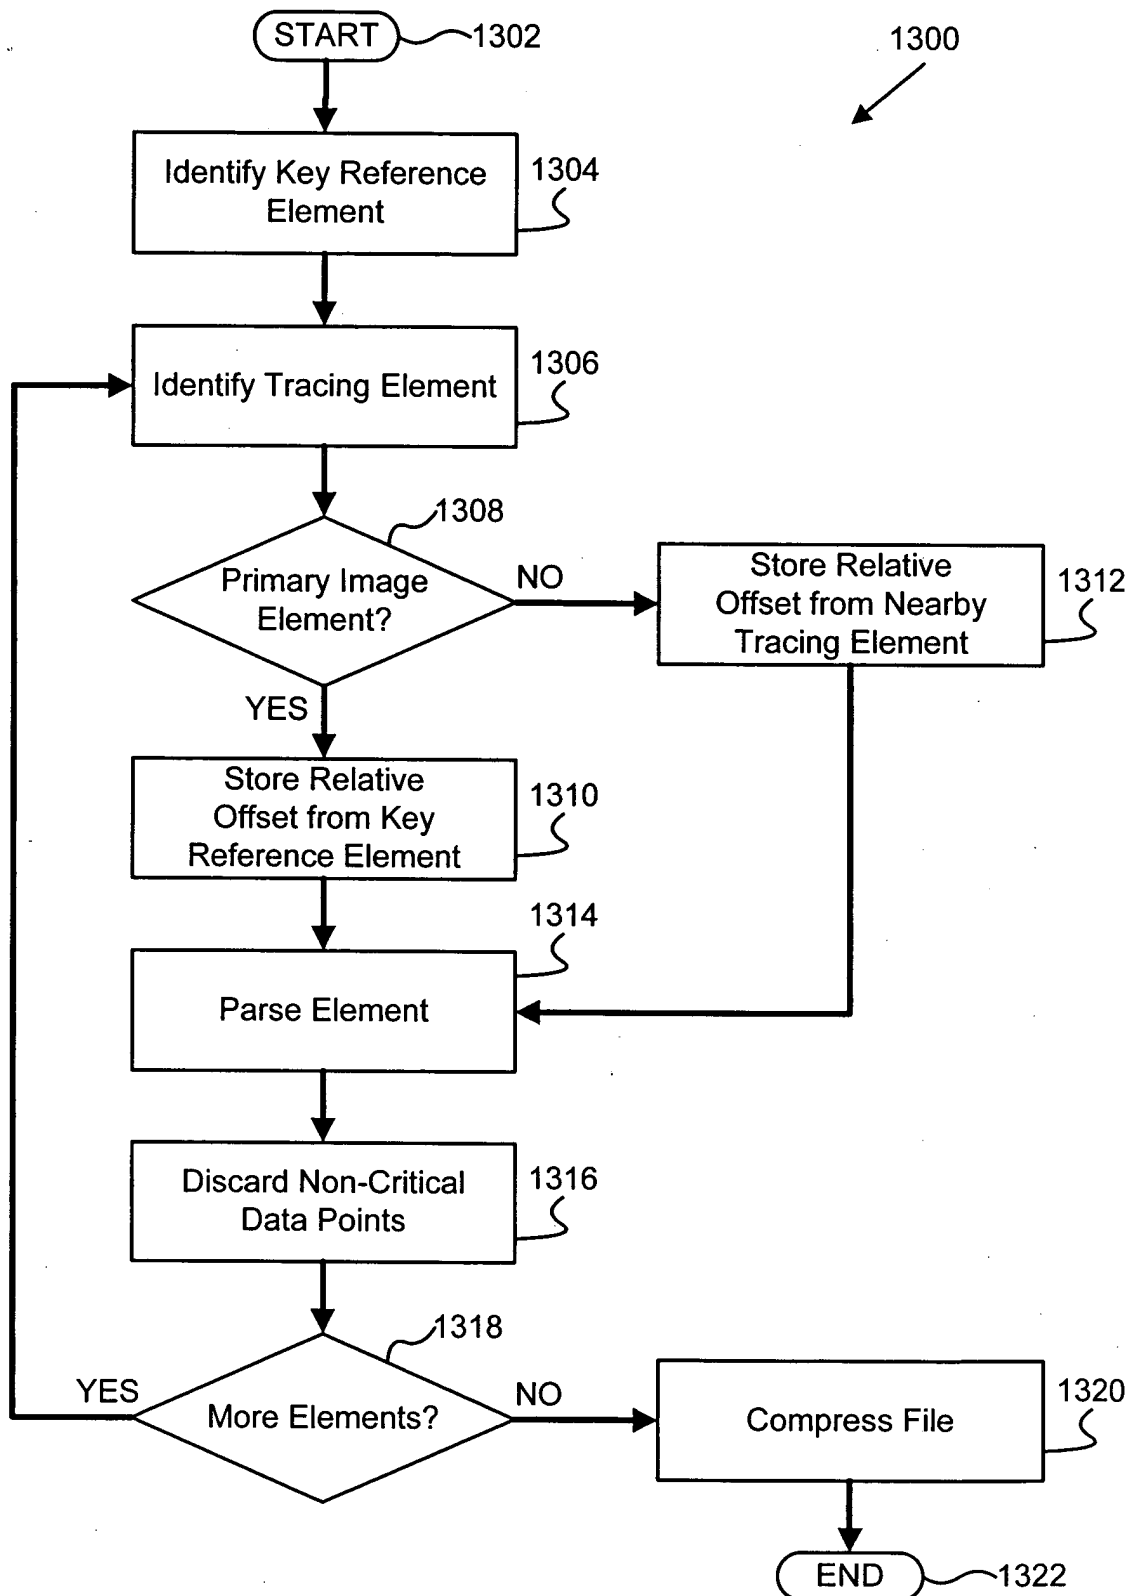 START
1302
1300
Identify Key Reference
Element
1304
Identify Tracing Element
1306
1308
Primary Image
Element?
NO
Store Relative
Offset from Nearby
Tracing Element
1312
YES
Store Relative
Offset from Key
Reference Element
1310
1314
Parse Element
Discard Non-Critical
Data Points
1316
1318
YES
More Elements?
NO
Compress File
1320
END
1322